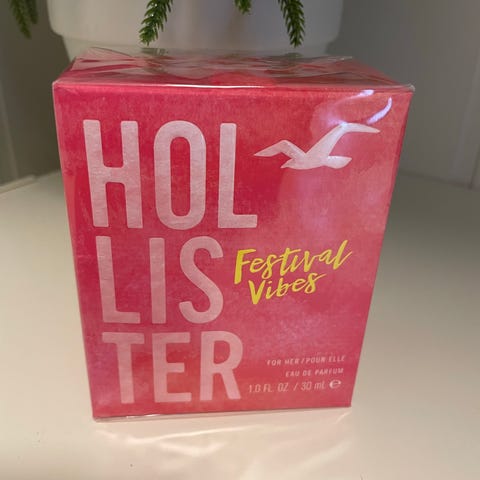 HOL
LIS
TER
Festival
Vibes
FOR HER / POUR ELLE
EAU DE PARFUM
1.0 FL. OZ. / 30 mL ℮